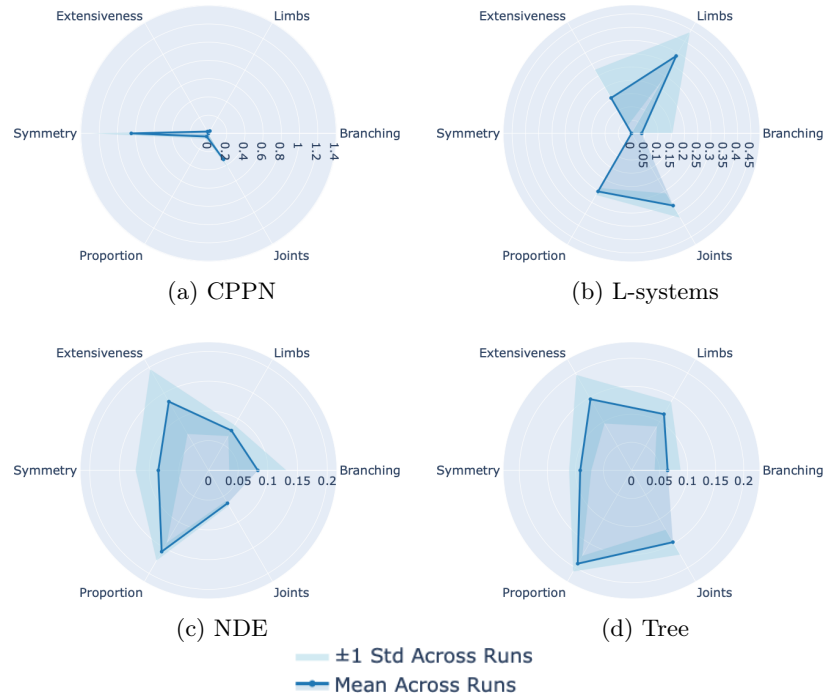 Extensiveness Limbs
Symmetry Branching
0 0.2 0.4 0.6 0.8 1 1.2 1.4
Proportion Joints
(a) CPPN
Extensiveness Limbs
Symmetry Branching
0 0.05 0.1 0.15 0.2 0.25 0.3 0.35 0.4 0.45
Proportion Joints
(b) L-systems
Extensiveness Limbs
Symmetry Branching
0 0.05 0.1 0.15 0.2
Proportion Joints
(c) NDE
Extensiveness Limbs
Symmetry Branching
0 0.05 0.1 0.15 0.2
Proportion Joints
(d) Tree
±1 Std Across Runs
Mean Across Runs